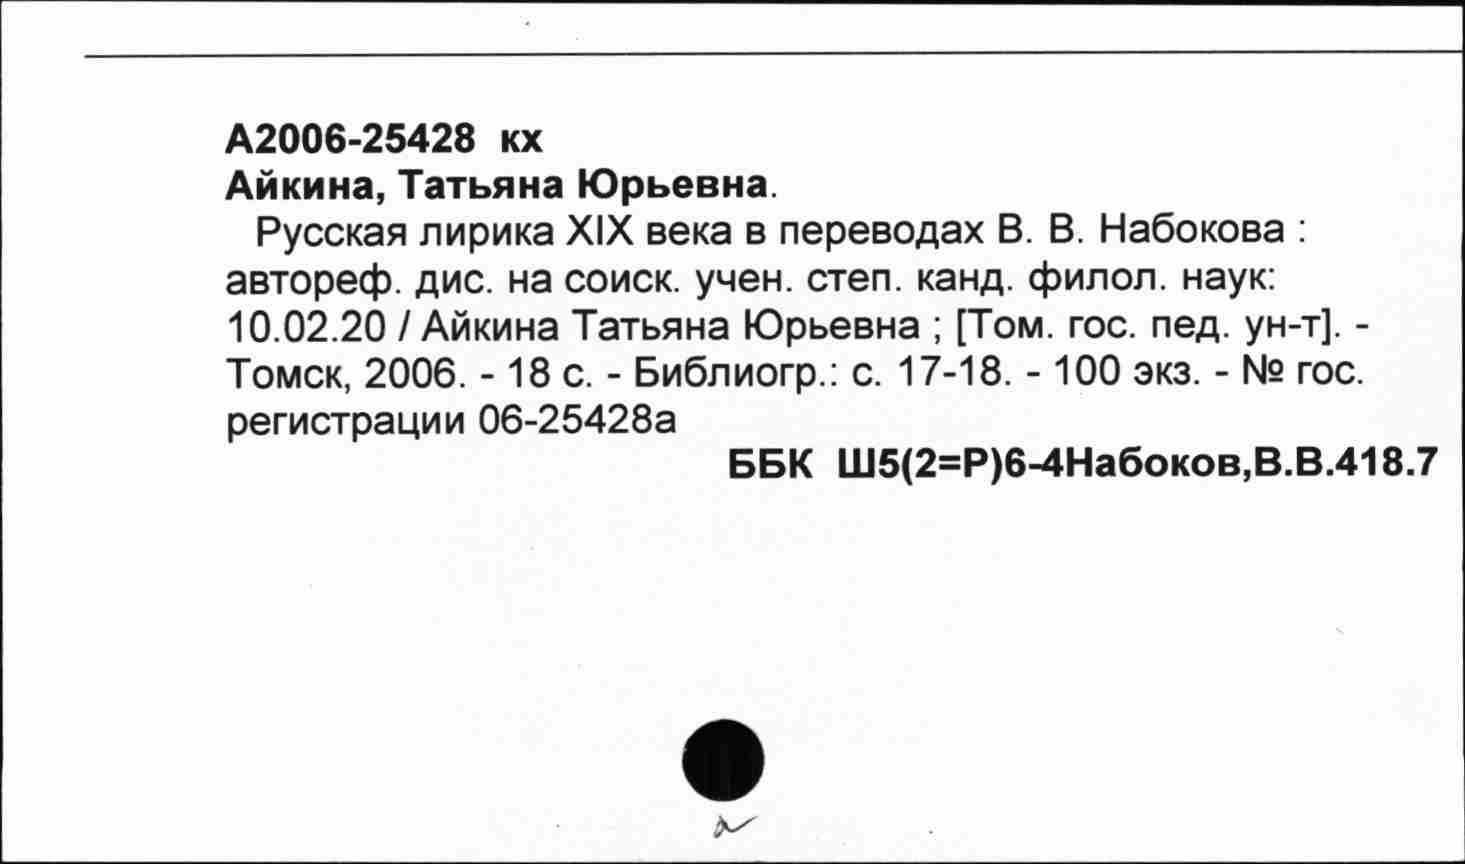 А2006-25428 кх
Айкина, Татьяна Юрьевна.
Русская лирика XIX века в переводах В. В. Набокова :
автореф. дис. на соиск. учен. степ. канд. филол. наук:
10.02.20 / Айкина Татьяна Юрьевна ; [Том. гос. пед. ун-т]. -
Томск, 2006. - 18 с. - Библиогр.: с. 17-18. - 100 экз. - № гос.
регистрации 06-25428а
ББК Ш5(2=Р)6-4Набоков,В.В.418.7